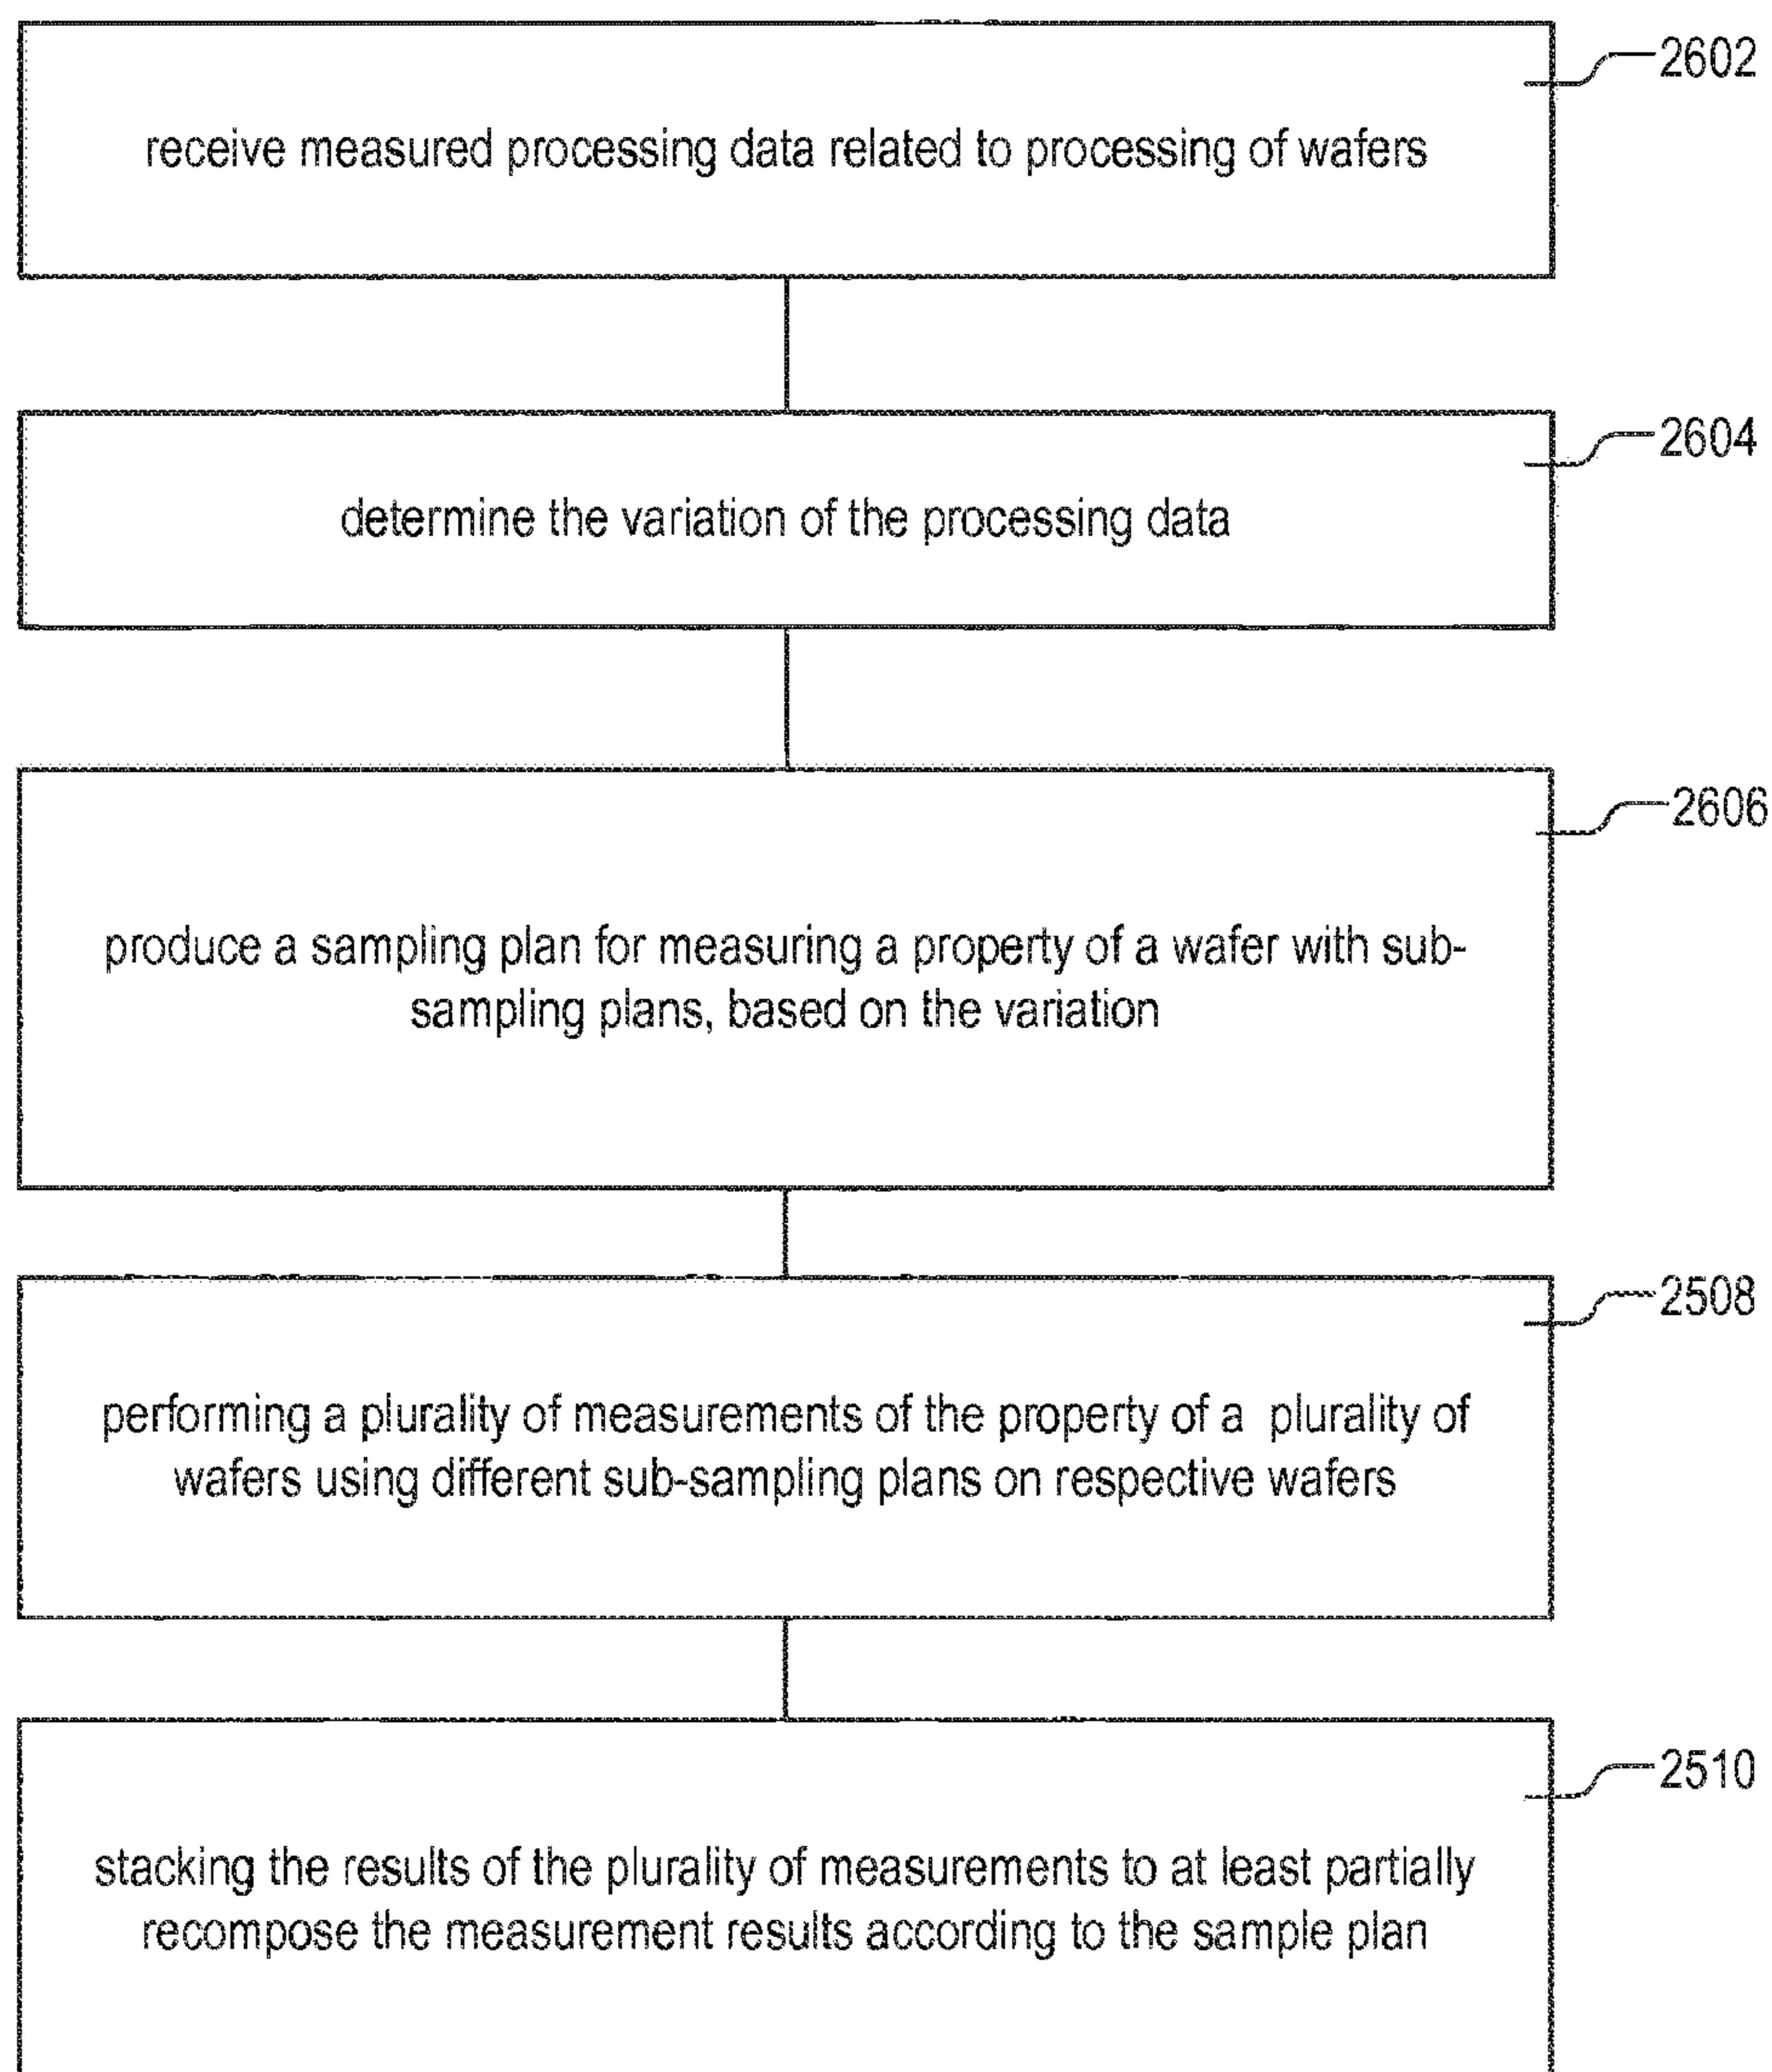 2602
receive measured processing data related to processing of wafers
2604
determine the variation of the processing data
2606
produce a sampling plan for measuring a property of a wafer with sub-
sampling plans, based on the variation
2508
performing a plurality of measurements of the property of a plurality of
wafers using different sub-sampling plans on respective wafers
2510
stacking the results of the plurality of measurements to at least partially
recompose the measurement results according to the sample plan